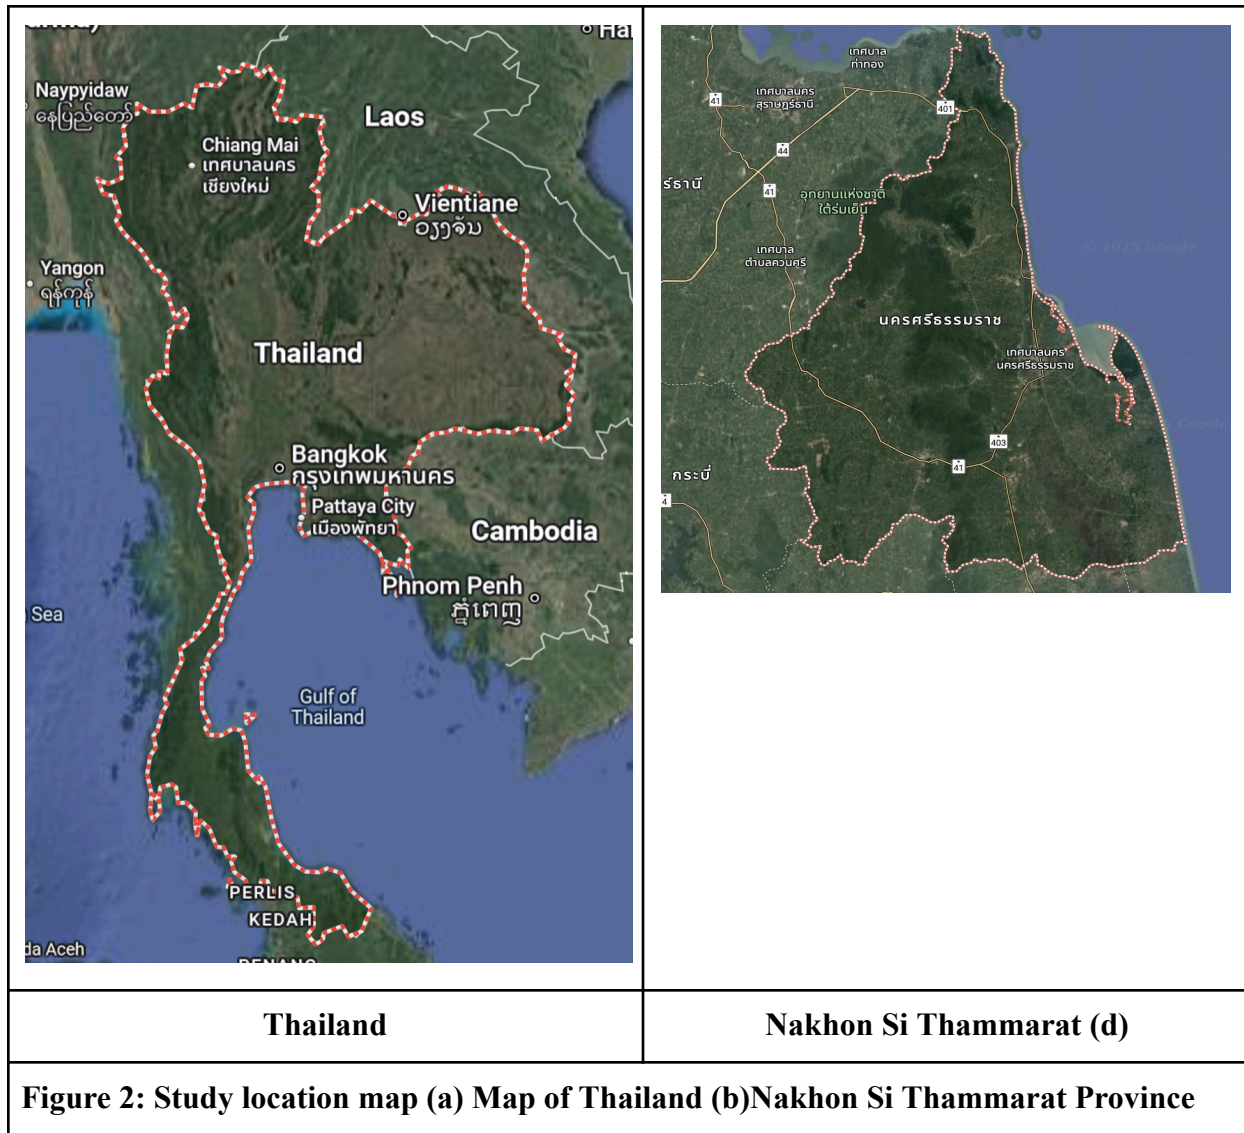 Naypyidaw
နေပြည်တော်
Laos
Chiang Mai
เทศบาลนคร
เชียงใหม่
Vientiane
ວຽງຈັນ
Yangon
ရန်ကုန်
Thailand
Bangkok
กรุงเทพมหานคร
Pattaya City
เมืองพัทยา
Cambodia
Phnom Penh
ភ្នំពេញ
Sea
Gulf of
Thailand
PERLIS
KEDAH
da Aceh
เทศบาล
ท่าทอง
41
เทศบาลนคร
สุราษฎร์ธานี
401
44
ร์ธานี
41
อุทยานแห่งชาติ
ใต้ร่มเย็น
© 2025 Google
เทศบาล
ตำบลควนศรี
นครศรีธรรมราช
เทศบาลนคร
นครศรีธรรมราช
Google
403
41
กระบี่
4
Thailand
Nakhon Si Thammarat (d)
Figure 2: Study location map (a) Map of Thailand (b)Nakhon Si Thammarat Province